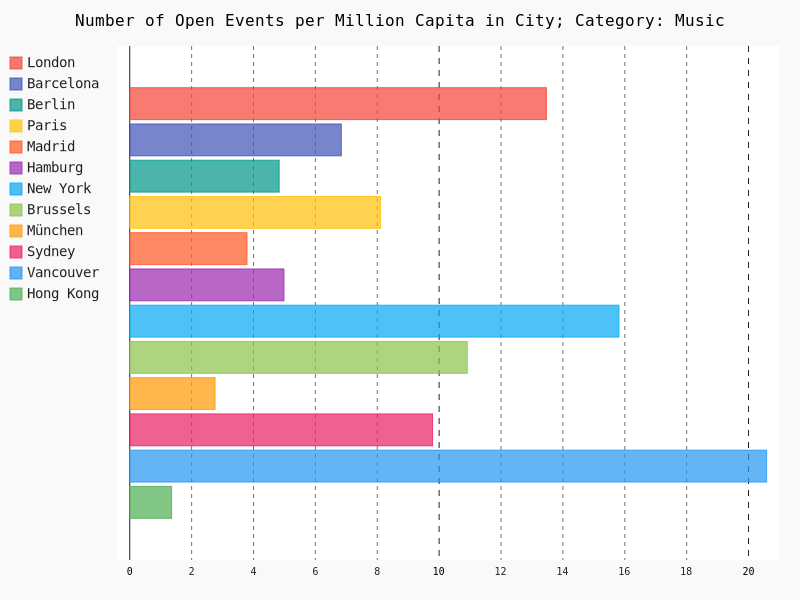 Number of Open Events per Million Capita in City; Category: Music
London
Barcelona
Berlin
Paris
Madrid
Hamburg
New York
Brussels
München
Sydney
Vancouver
Hong Kong
0 2 4 6 8 10 12 14 16 18 20